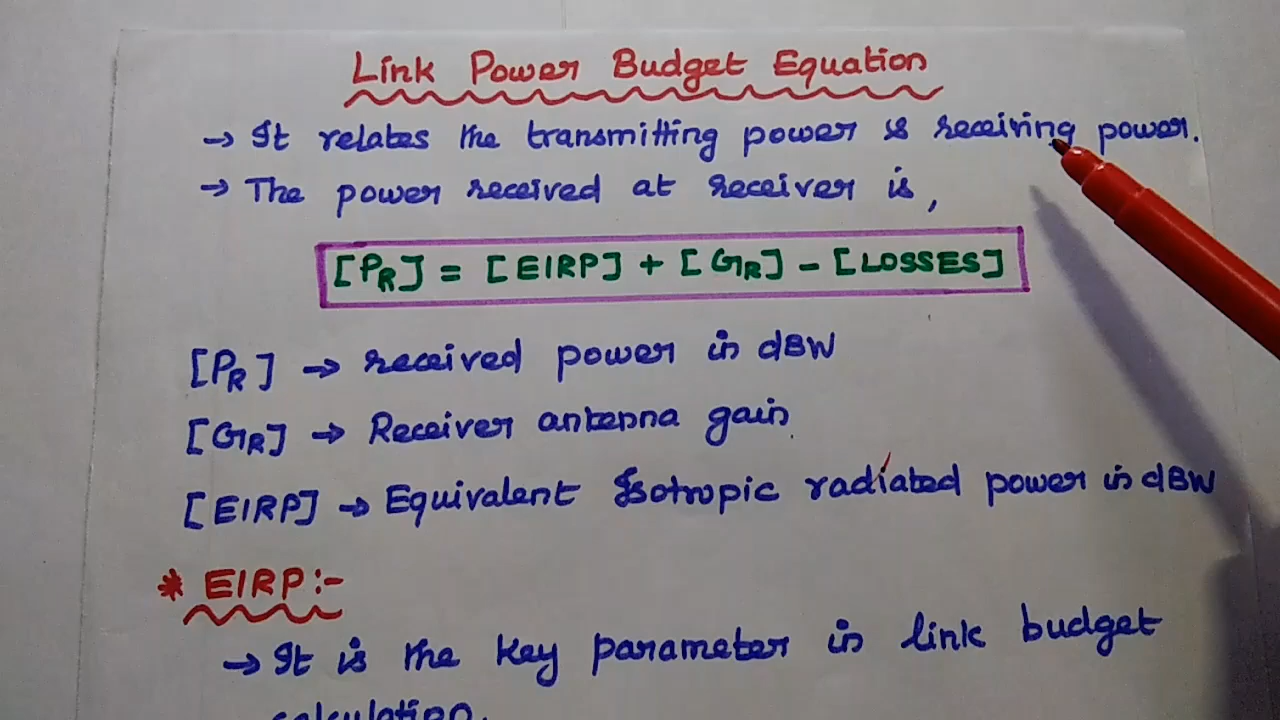 Link Power Budget Equation
→ It relates the transmitting power & receiving power.
→ The power received at receiver is,
[PR] = [EIRP] + [GR] - [LOSSES]
[PR] → received power in dBW
[GR] → Receiver antenna gain
[EIRP] → Equivalent Isotropic radiated power in dBW
* EIRP:-
→ It is the key parameter in link budget
calculation.